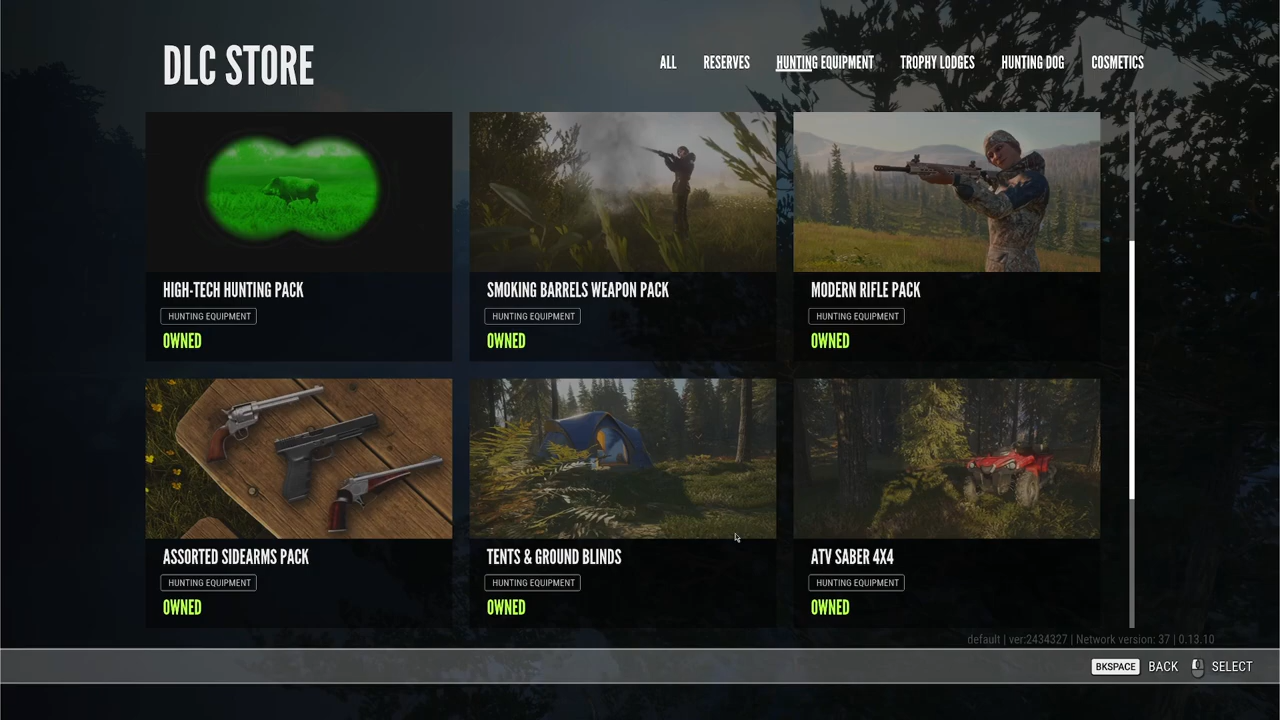 DLC STORE
ALL
RESERVES
HUNTING EQUIPMENT
TROPHY LODGES
HUNTING DOG
COSMETICS
HIGH-TECH HUNTING PACK
HUNTING EQUIPMENT
OWNED
SMOKING BARRELS WEAPON PACK
HUNTING EQUIPMENT
OWNED
MODERN RIFLE PACK
HUNTING EQUIPMENT
OWNED
ASSORTED SIDEARMS PACK
HUNTING EQUIPMENT
OWNED
TENTS & GROUND BLINDS
HUNTING EQUIPMENT
OWNED
ATV SABER 4X4
HUNTING EQUIPMENT
OWNED
default | ver:2434327 | Network version: 37 | 0.13.10
BKSPACE BACK SELECT